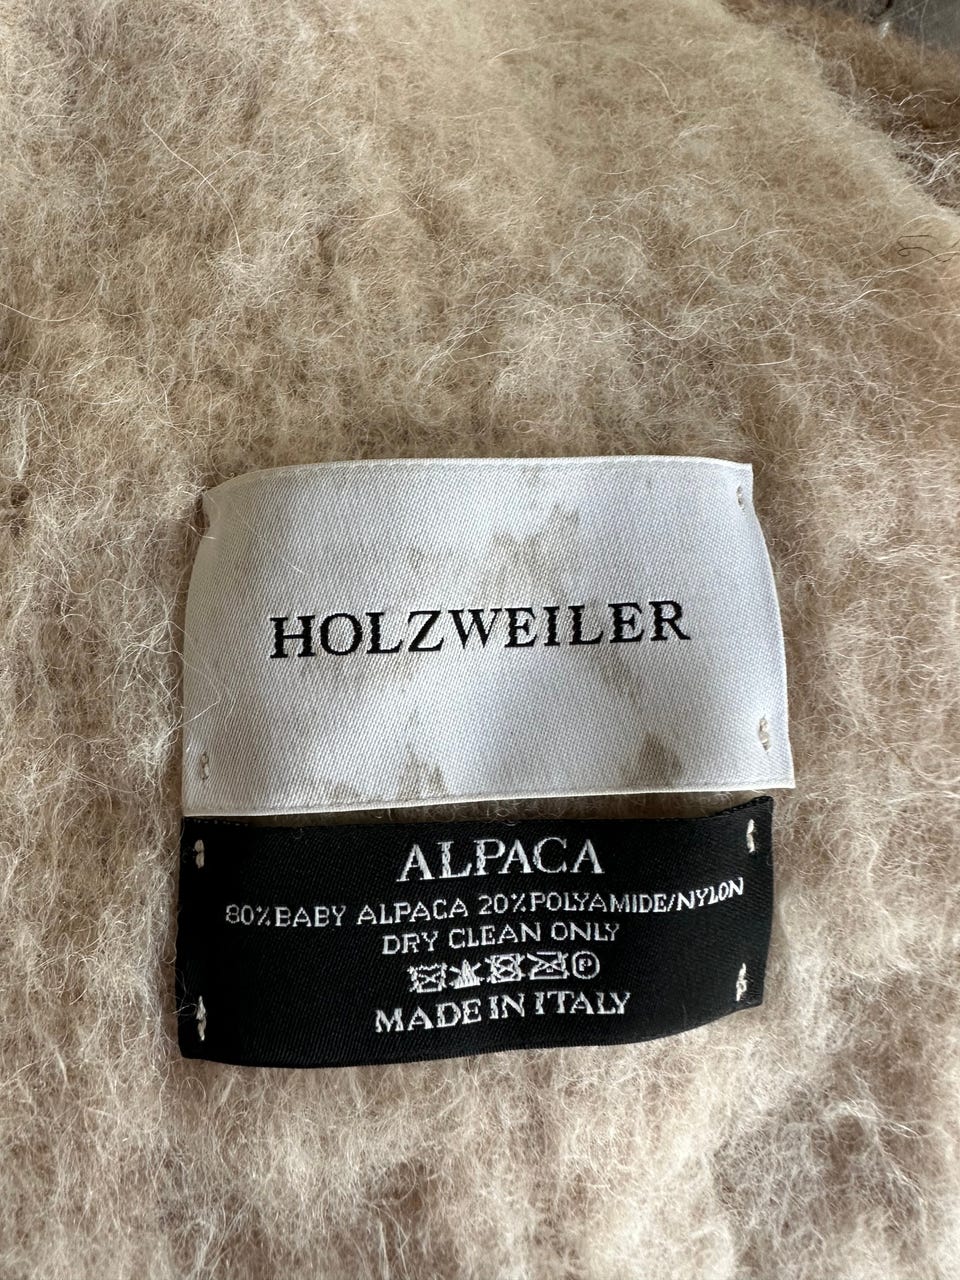 HOLZWEILER
ALPACA
80%BABY ALPACA 20%POLYAMIDE/NYLON
DRY CLEAN ONLY
P
MADE IN ITALY